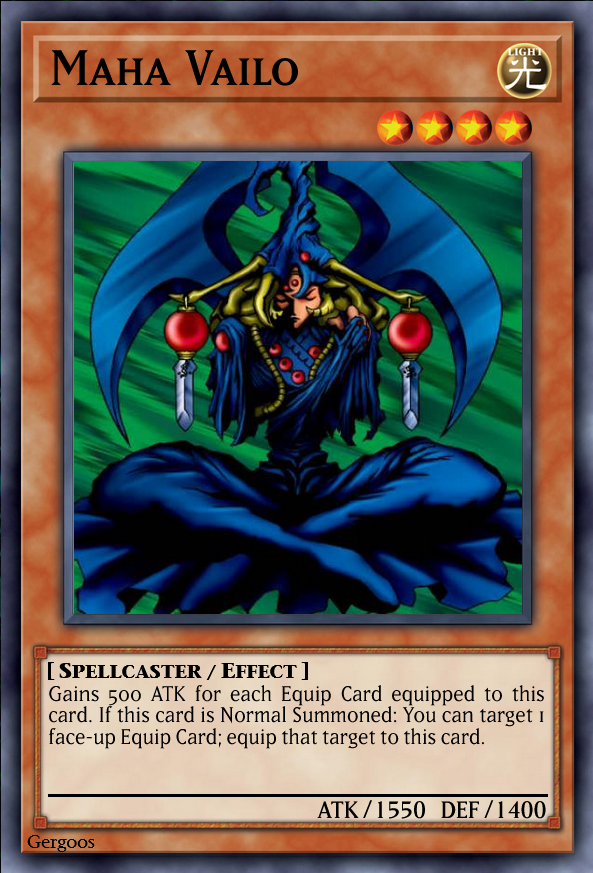 Maha Vailo
LIGHT
光
[ Spellcaster / Effect ]
Gains 500 ATK for each Equip Card equipped to this
card. If this card is Normal Summoned: You can target 1
face-up Equip Card; equip that target to this card.
ATK / 1550 DEF / 1400
Gergoos